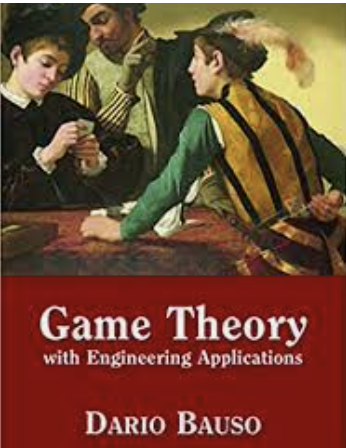 Game Theory
with Engineering Applications
DARIO BAUSO